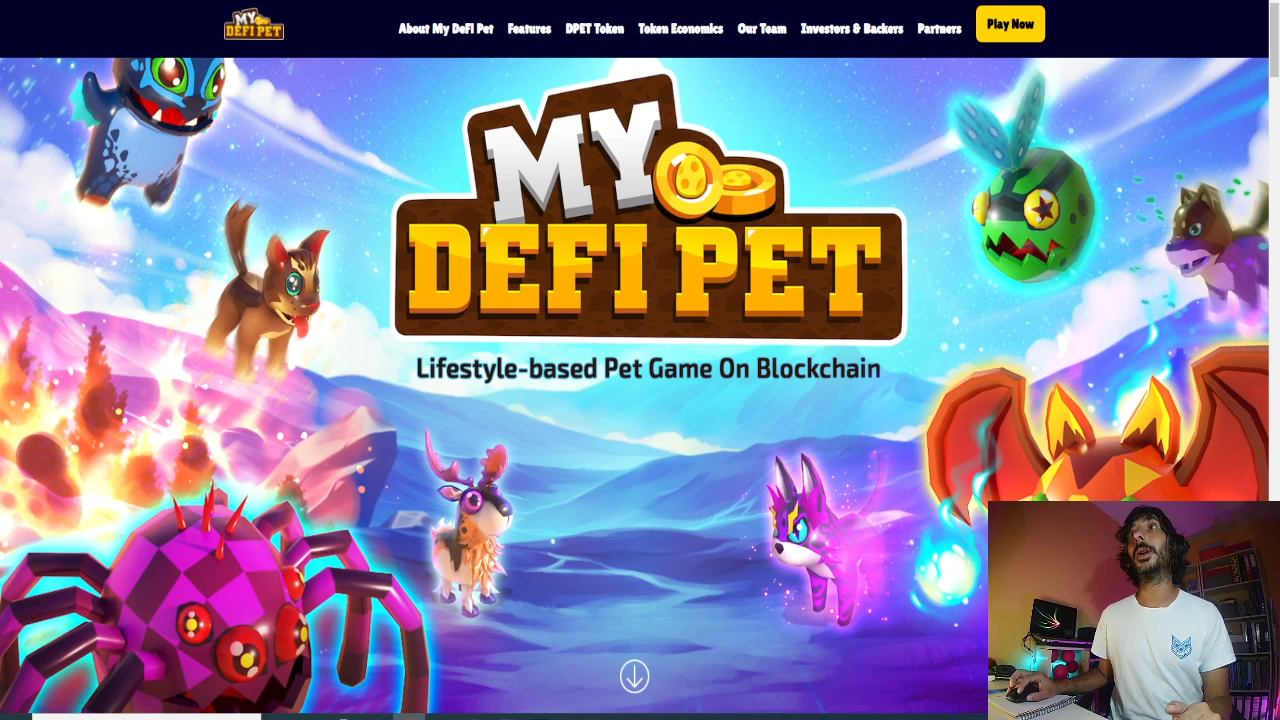 MY
DEFI PET
About My DeFi Pet Features DPET Token Token Economics Our Team Investors & Backers Partners Play Now
MY
DEFI PET
Lifestyle-based Pet Game On Blockchain